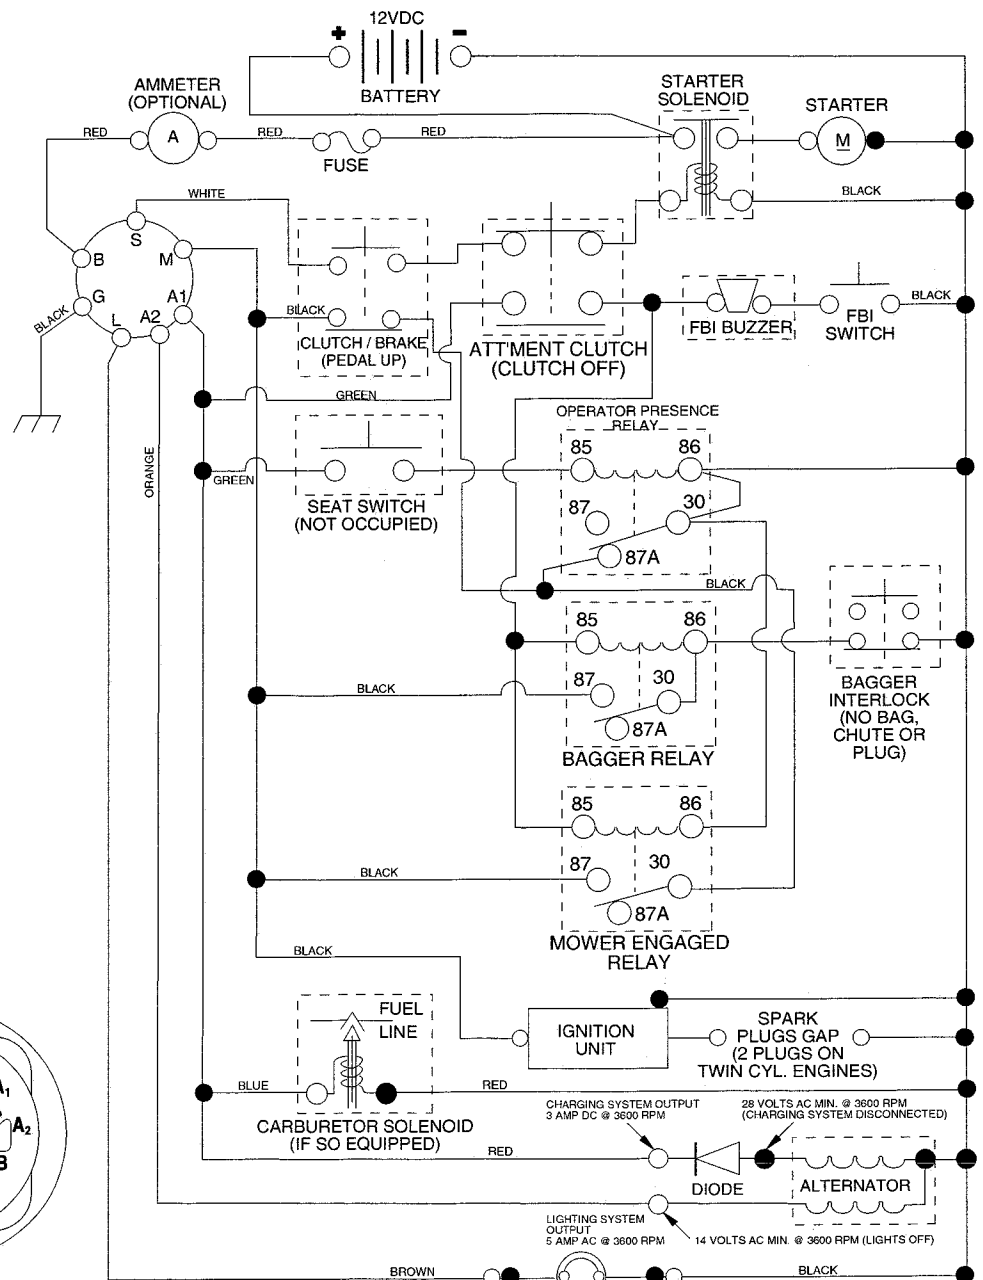 12VDC
+ -
BATTERY
AMMETER
(OPTIONAL)
STARTER
SOLENOID
STARTER
RED
A
RED
FUSE
RED
M
WHITE
BLACK
S
B
M
G
A1
L
A2
BLACK
BLACK
CLUTCH / BRAKE
(PEDAL UP)
ATT'MENT CLUTCH
(CLUTCH OFF)
FBI BUZZER
FBI
SWITCH
BLACK
GREEN
OPERATOR PRESENCE
RELAY
85
86
ORANGE
GREEN
SEAT SWITCH
(NOT OCCUPIED)
87
30
87A
BLACK
85
86
BLACK
87
30
87A
BAGGER RELAY
BAGGER
INTERLOCK
(NO BAG,
CHUTE OR
PLUG)
85
86
BLACK
87
30
87A
MOWER ENGAGED
RELAY
BLACK
FUEL
LINE
IGNITION
UNIT
SPARK
PLUGS GAP
(2 PLUGS ON
TWIN CYL. ENGINES)
BLUE
RED
CARBURETOR SOLENOID
(IF SO EQUIPPED)
CHARGING SYSTEM OUTPUT
3 AMP DC @ 3600 RPM
28 VOLTS AC MIN. @ 3600 RPM
(CHARGING SYSTEM DISCONNECTED)
RED
DIODE
ALTERNATOR
A1
A2
B
LIGHTING SYSTEM
OUTPUT
5 AMP AC @ 3600 RPM
14 VOLTS AC MIN. @ 3600 RPM (LIGHTS OFF)
BROWN
BLACK